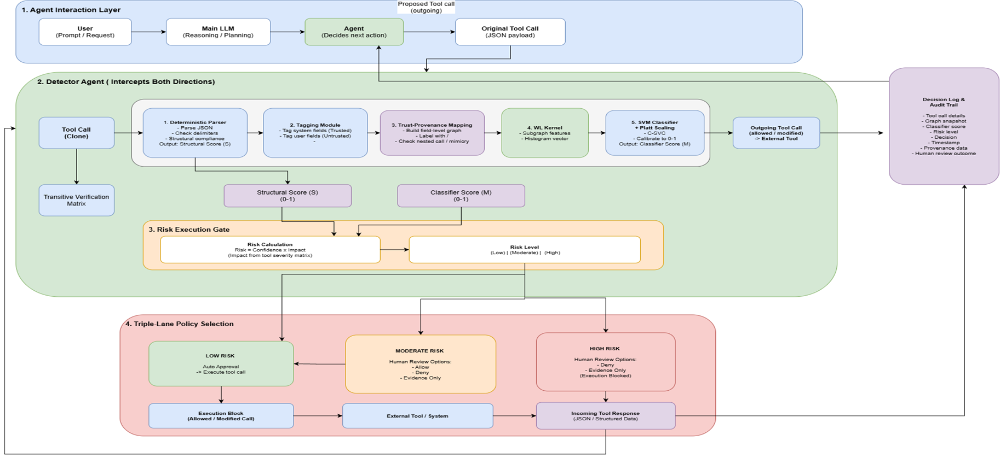 1. Agent Interaction Layer
Proposed Tool call
(outgoing)
User
(Prompt / Request)
Main LLM
(Reasoning / Planning)
Agent
(Decides next action)
Original Tool Call
(JSON payload)
2. Detector Agent ( Intercepts Both Directions)
Tool Call
(Clone)
1. Deterministic Parser
- Parse JSON
- Check delimiters
- Structural compliance
Output: Structural Score (S)
2. Tagging Module
- Tag system fields (Trusted)
- Tag user fields (Untrusted)
-
3. Trust-Provenance Mapping
- Build field-level graph
- Label with /
- Check nested call / mimicry
4. WL Kernel
- Subgraph features
- Histogram vector
5. SVM Classifier
+ Platt Scaling
- C-SVC
- Calibrate to 0-1
Output: Classifier Score (M)
Outgoing Tool Call
(allowed / modified)
-> External Tool
Decision Log &
Audit Trail
- Tool call details
- Graph snapshot
- Classifier score
- Risk level
- Decision
- Timestamp
- Provenance data
- Human review outcome
Transitive Verification
Matrix
Structural Score (S)
(0-1)
Classifier Score (M)
(0-1)
3. Risk Execution Gate
Risk Calculation
Risk = Confidence x Impact
(Impact from tool severity matrix)
Risk Level
(Low) | (Moderate) | (High)
4. Triple-Lane Policy Selection
LOW RISK
Auto Approval
-> Execute tool call
MODERATE RISK
Human Review Options:
- Allow
- Deny
- Evidence Only
HIGH RISK
Human Review Options:
- Deny
- Evidence Only
(Execution Blocked)
Execution Block
(Allowed / Modified Call)
External Tool / System
Incoming Tool Response
(JSON / Structured Data)